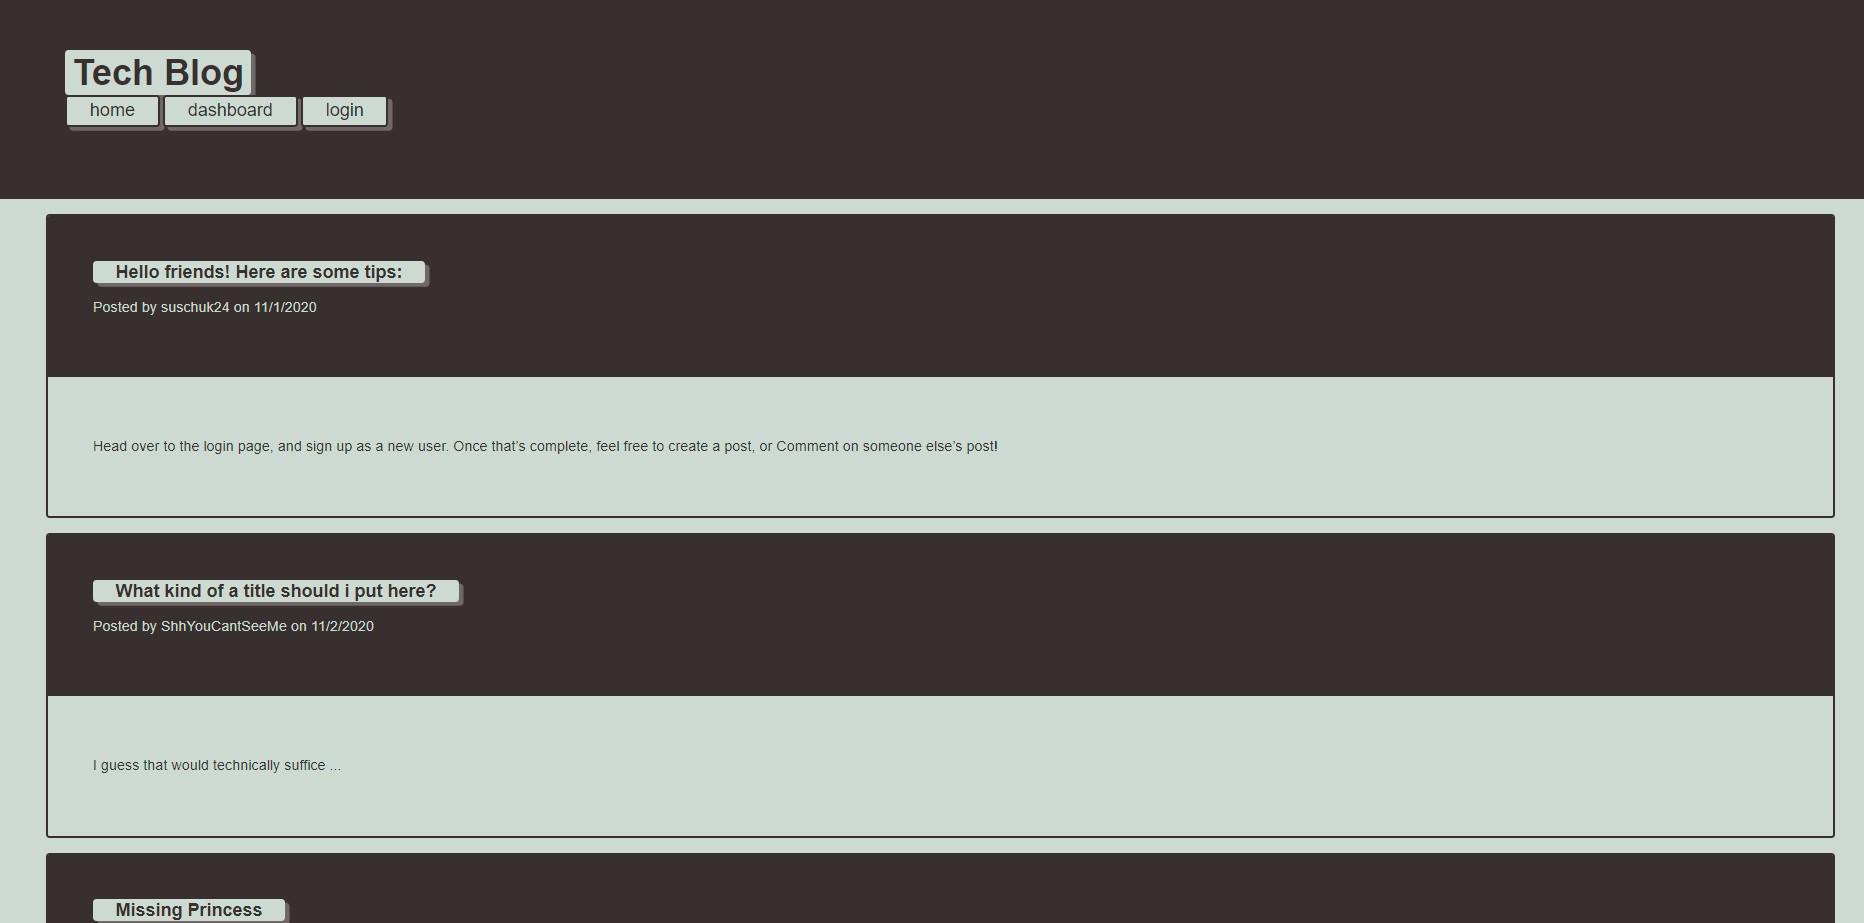 Tech Blog
home dashboard login
Hello friends! Here are some tips:
Posted by suschuk24 on 11/1/2020
Head over to the login page, and sign up as a new user. Once that’s complete, feel free to create a post, or Comment on someone else’s post!
What kind of a title should i put here?
Posted by ShhYouCantSeeMe on 11/2/2020
I guess that would technically suffice ...
Missing Princess